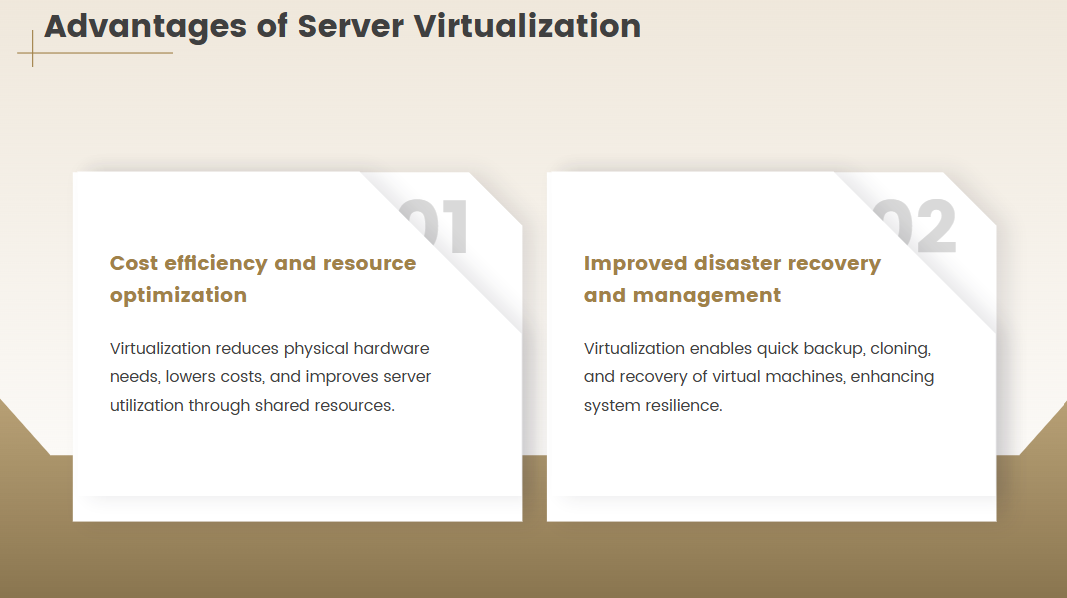 Advantages of Server Virtualization
01
Cost efficiency and resource
optimization
Virtualization reduces physical hardware
needs, lowers costs, and improves server
utilization through shared resources.
02
Improved disaster recovery
and management
Virtualization enables quick backup, cloning,
and recovery of virtual machines, enhancing
system resilience.